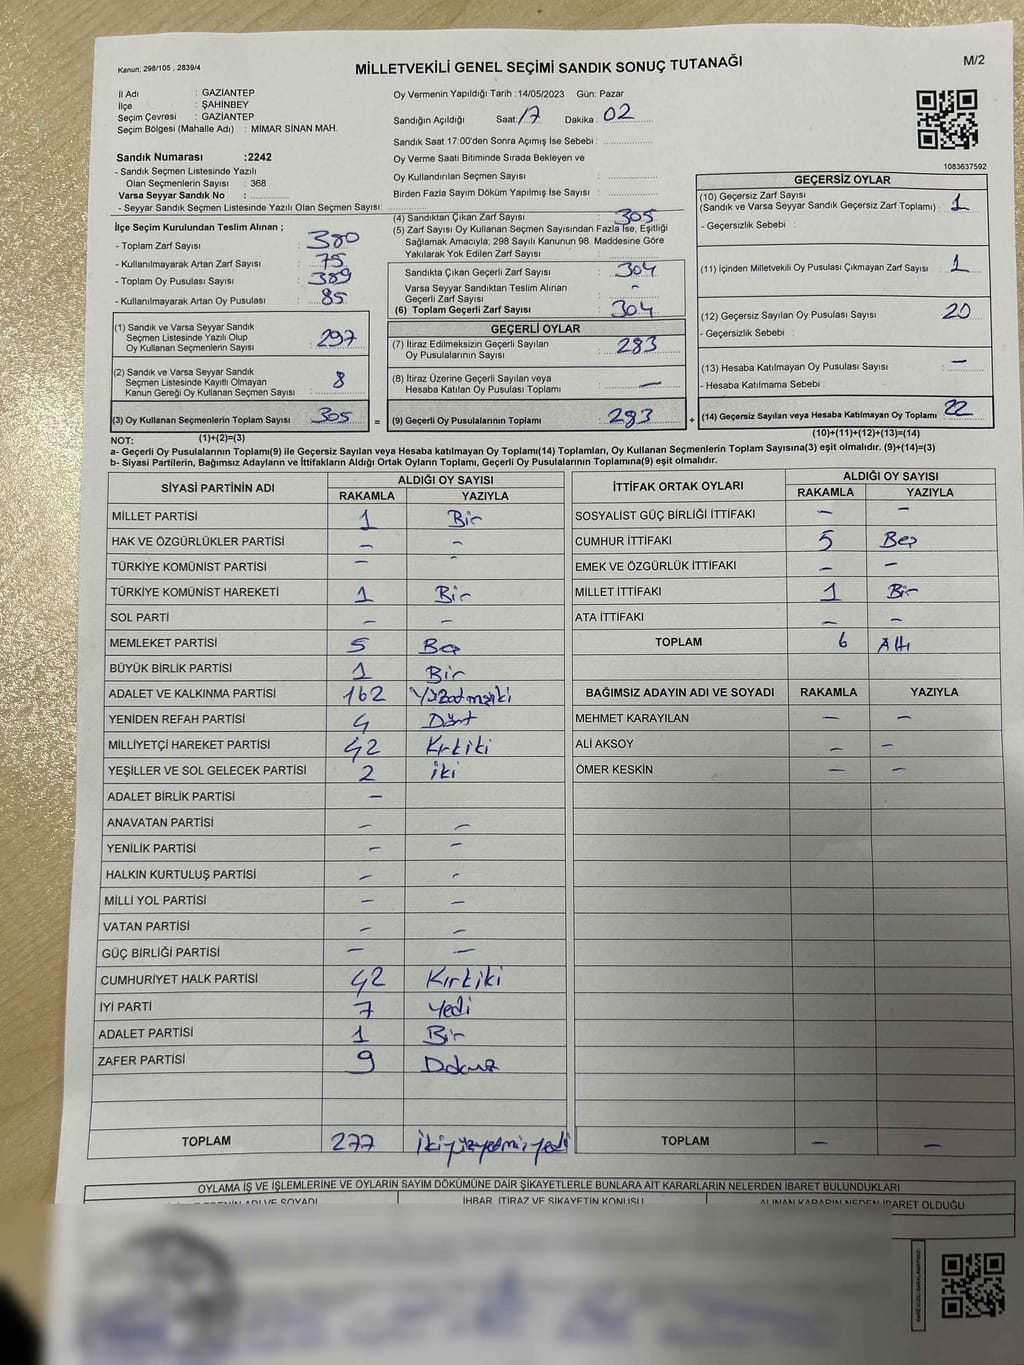 Kanun; 298/105 , 2839/4
MİLLETVEKİLİ GENEL SEÇİMİ SANDIK SONUÇ TUTANAĞI
M/2
İl Adı : GAZİANTEP
İlçe : ŞAHİNBEY
Seçim Çevresi : GAZİANTEP
Seçim Bölgesi (Mahalle Adı) : MİMAR SİNAN MAH.
Sandık Numarası :2242
- Sandık Seçmen Listesinde Yazılı
Olan Seçmenlerin Sayısı : 368
Varsa Seyyar Sandık No :
- Seyyar Sandık Seçmen Listesinde Yazılı Olan Seçmen Sayısı:
Oy Vermenin Yapıldığı Tarih :14/05/2023 Gün: Pazar
Sandığın Açıldığı Saat: 17 Dakika : 02
Sandık Saat 17:00'den Sonra Açımış İse Sebebi :
Oy Verme Saati Bitiminde Sırada Bekleyen ve
Oy Kullandırılan Seçmen Sayısı :
Birden Fazla Sayım Döküm Yapılmış İse Sayısı :
1083637592
İlçe Seçim Kurulundan Teslim Alınan ;
- Toplam Zarf Sayısı : 380
- Kullanılmayarak Artan Zarf Sayısı : 75
- Toplam Oy Pusulası Sayısı : 389
- Kullanılmayarak Artan Oy Pusulası : 85
(1) Sandık ve Varsa Seyyar Sandık
Seçmen Listesinde Yazılı Olup
Oy Kullanan Seçmenlerin Sayısı : 297
(2) Sandık ve Varsa Seyyar Sandık
Seçmen Listesinde Kayıtlı Olmayan
Kanun Gereği Oy Kullanan Seçmen Sayısı : 8
(3) Oy Kullanan Seçmenlerin Toplam Sayısı : 305
(1)+(2)=(3)
(4) Sandıktan Çıkan Zarf Sayısı : 305
(5) Zarf Sayısı Oy Kullanan Seçmen Sayısından Fazla İse, Eşitliği
Sağlamak Amacıyla; 298 Sayılı Kanunun 98. Maddesine Göre
Yakılarak Yok Edilen Zarf Sayısı :
Sandıkta Çıkan Geçerli Zarf Sayısı : 304
Varsa Seyyar Sandıktan Teslim Alınan
Geçerli Zarf Sayısı : -
(6) Toplam Geçerli Zarf Sayısı : 304
GEÇERLİ OYLAR
(7) İtiraz Edilmeksizin Geçerli Sayılan
Oy Pusulalarının Sayısı : 283
(8) İtiraz Üzerine Geçerli Sayılan veya
Hesaba Katılan Oy Pusulası Toplamı : -
= (9) Geçerli Oy Pusulalarının Toplamı : 283 +
GEÇERSİZ OYLAR
(10) Geçersiz Zarf Sayısı
(Sandık ve Varsa Seyyar Sandık Geçersiz Zarf Toplamı) : 1
- Geçersizlik Sebebi :
(11) İçinden Milletvekili Oy Pusulası Çıkmayan Zarf Sayısı : 1
(12) Geçersiz Sayılan Oy Pusulası Sayısı : 20
- Geçersizlik Sebebi :
(13) Hesaba Katılmayan Oy Pusulası Sayısı : -
- Hesaba Katılmama Sebebi :
(14) Geçersiz Sayılan veya Hesaba Katılmayan Oy Toplamı : 22
(10)+(11)+(12)+(13)=(14)
NOT:
a- Geçerli Oy Pusulasının Toplamı(9) ile Geçersiz Sayılan veya Hesaba katılmayan Oy Toplamı(14) Toplamları, Oy Kullanan Seçmenlerin Toplam Sayısına(3) eşit olmalıdır. (9)+(14)=(3)
b- Siyasi Partilerin, Bağımsız Adayların ve İttifakların Aldığı Ortak Oyların Toplamı, Geçerli Oy Pusulalarının Toplamına(9) eşit olmalıdır.
SİYASİ PARTİNİN ADI ALDIĞI OY SAYISI
RAKAMLA YAZIYLA
MİLLET PARTİSİ 1 Bir
HAK VE ÖZGÜRLÜKLER PARTİSİ - -
TÜRKİYE KOMÜNİST PARTİSİ - -
TÜRKİYE KOMÜNİST HAREKETİ 1 Bir
SOL PARTİ - -
MEMLEKET PARTİSİ 5 Beş
BÜYÜK BİRLİK PARTİSİ 1 Bir
ADALET VE KALKINMA PARTİSİ 162 Yüzatmışiki
YENİDEN REFAH PARTİSİ 4 Dört
MİLLİYETÇİ HAREKET PARTİSİ 42 Kırkiki
YEŞİLLER VE SOL GELECEK PARTİSİ 2 iki
ADALET BİRLİK PARTİSİ -
ANAVATAN PARTİSİ - -
YENİLİK PARTİSİ - -
HALKIN KURTULUŞ PARTİSİ - -
MİLLİ YOL PARTİSİ - -
VATAN PARTİSİ - -
GÜÇ BİRLİĞİ PARTİSİ - -
CUMHURİYET HALK PARTİSİ 42 Kırkiki
İYİ PARTİ 7 Yedi
ADALET PARTİSİ 1 Bir
ZAFER PARTİSİ 9 Dokuz
TOPLAM 277 ikiyüzyetmişyedi
İTTİFAK ORTAK OYLARI ALDIĞI OY SAYISI
RAKAMLA YAZIYLA
SOSYALİST GÜÇ BİRLİĞİ İTTİFAKI - -
CUMHUR İTTİFAKI 5 Beş
EMEK VE ÖZGÜRLÜK İTTİFAKI - -
MİLLET İTTİFAKI 1 Bir
ATA İTTİFAKI - -
TOPLAM 6 Altı
BAĞIMSIZ ADAYIN ADI VE SOYADI RAKAMLA YAZIYLA
MEHMET KARAYILAN - -
ALİ AKSOY - -
ÖMER KESKİN - -
TOPLAM - -
OYLAMA İŞ VE İŞLEMLERİNE VE OYLARIN SAYIM DÖKÜMÜNE DAİR ŞİKAYETLERLE BUNLARA AİT KARARLARIN NELERDEN İBARET BULUNDUKLARI
ADI VE SOYADI İHBAR, İTİRAZ VE ŞİKAYETİN KONUSU ALINAN KARARIN NEDEN İBARET OLDUĞU